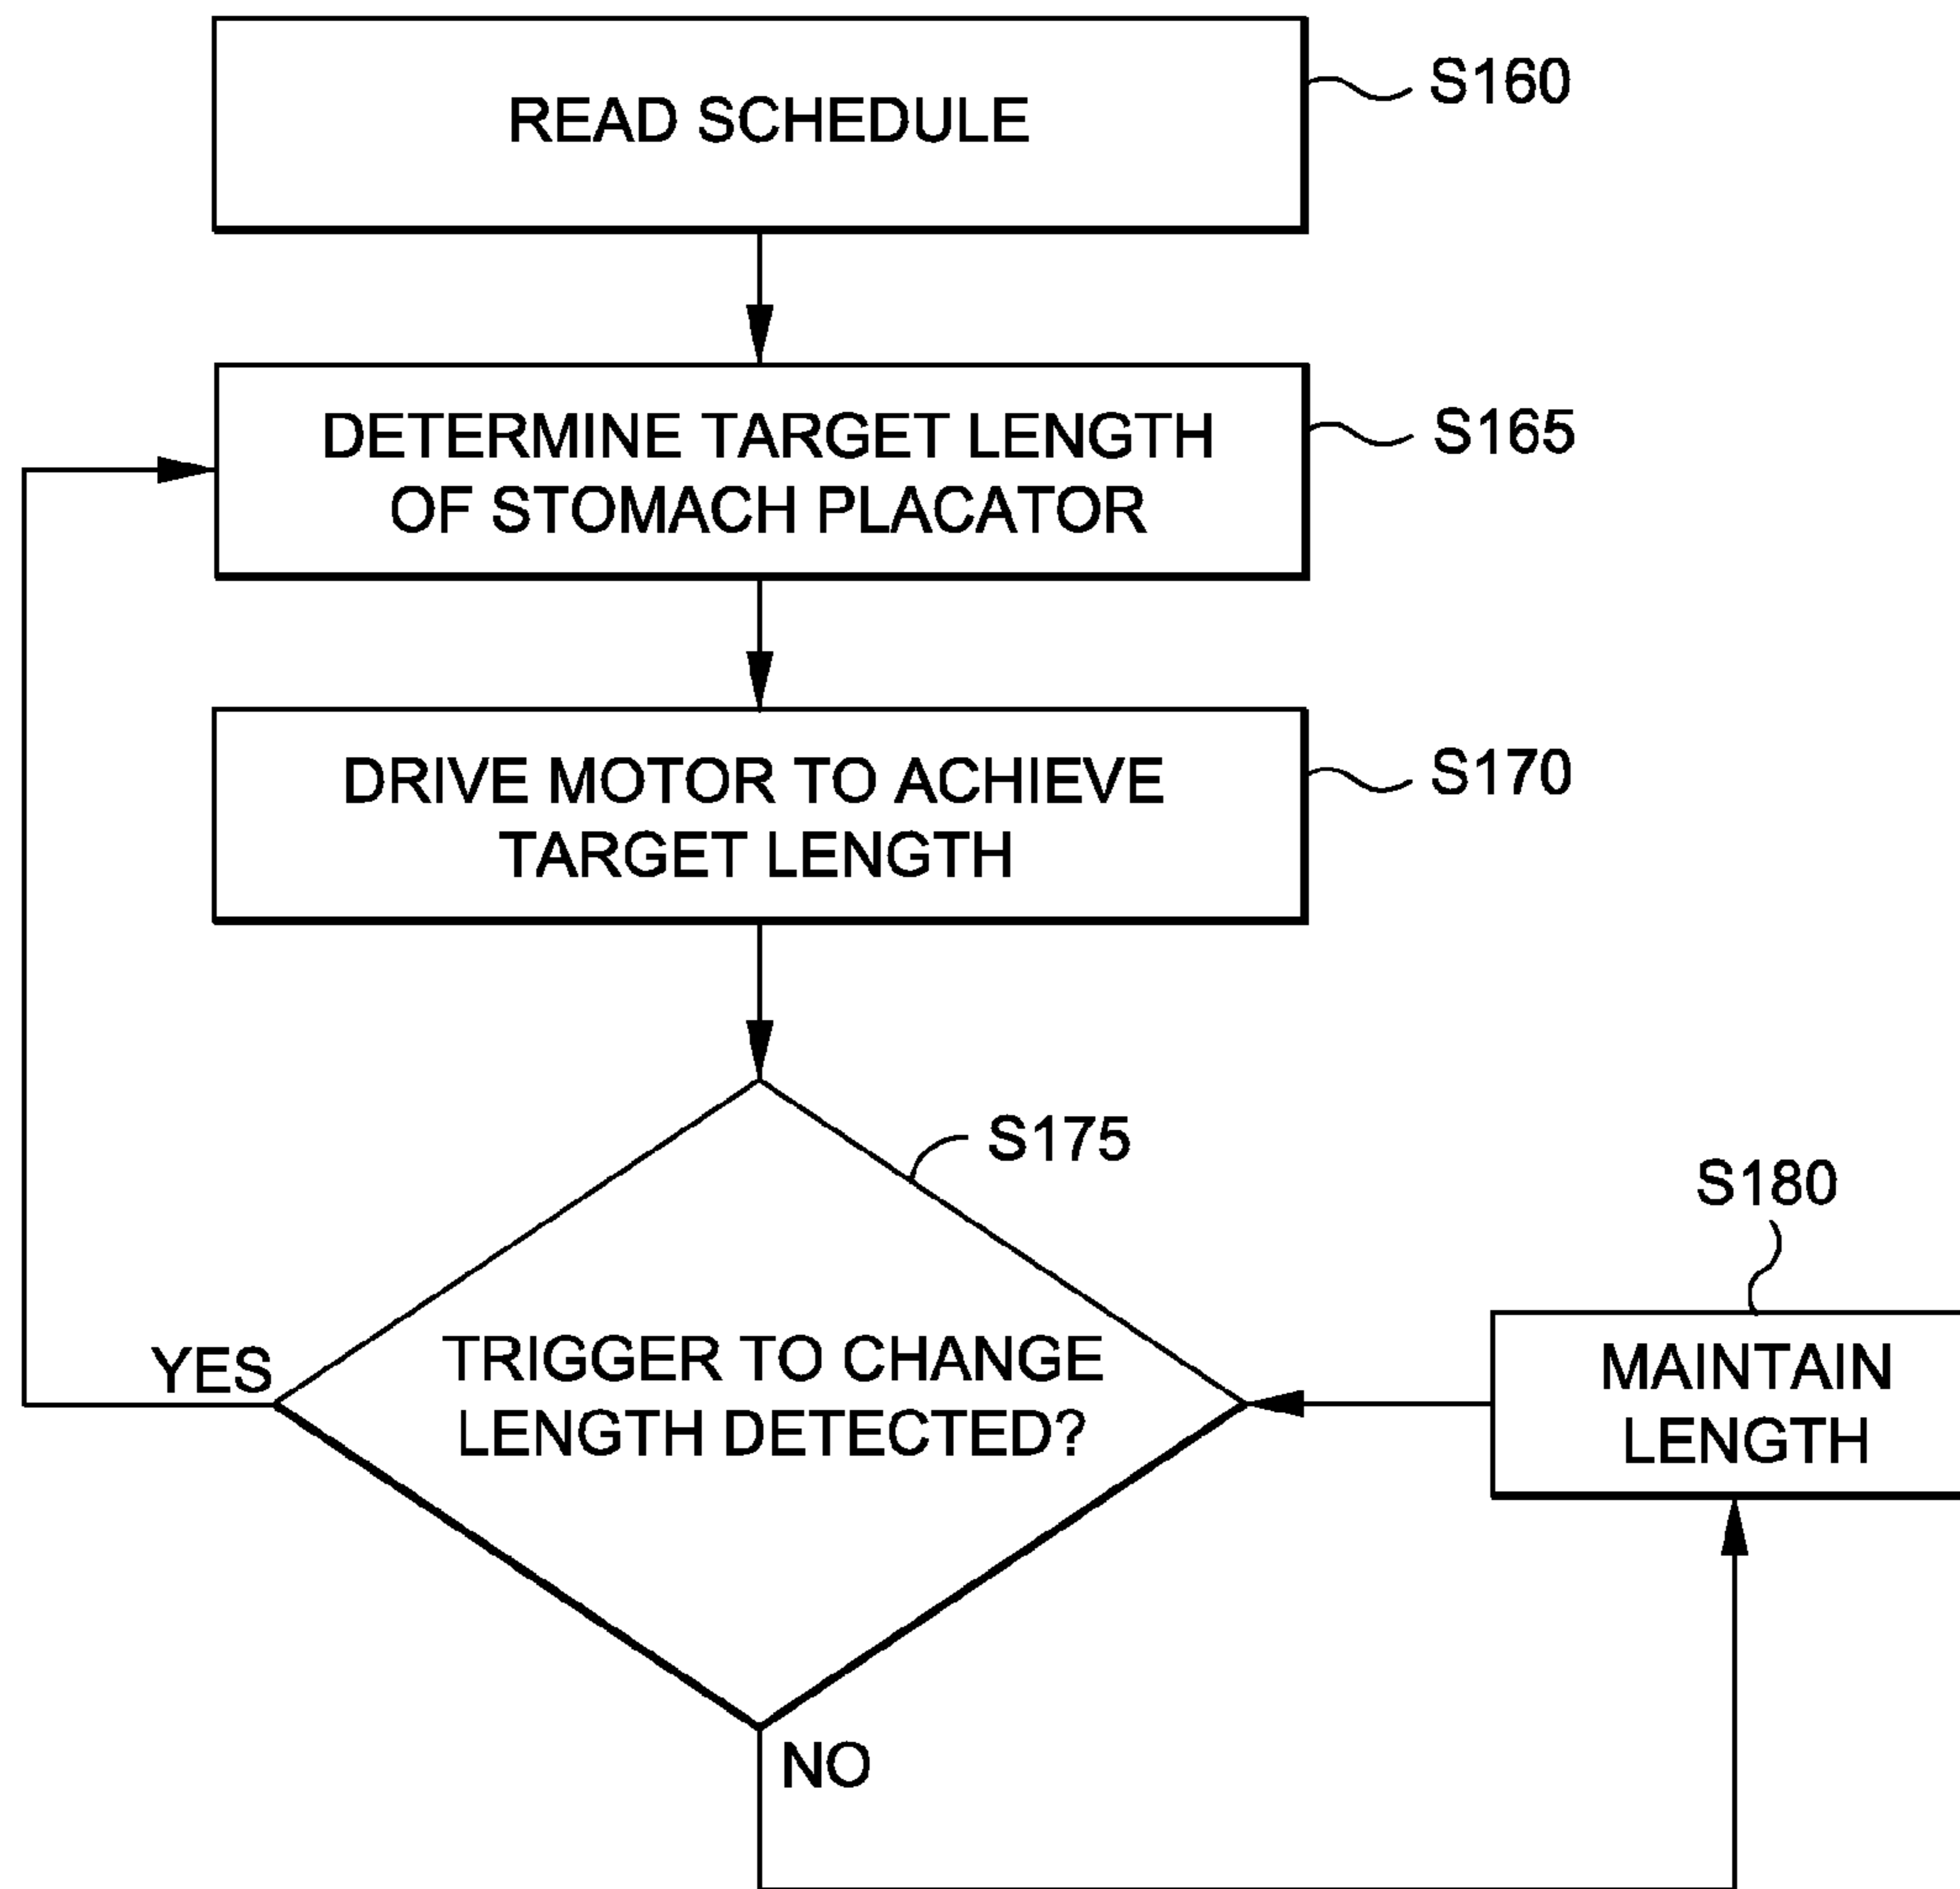 READ SCHEDULE
S160
DETERMINE TARGET LENGTH
OF STOMACH PLACATOR
S165
DRIVE MOTOR TO ACHIEVE
TARGET LENGTH
S170
S175
TRIGGER TO CHANGE
LENGTH DETECTED?
YES
NO
S180
MAINTAIN
LENGTH